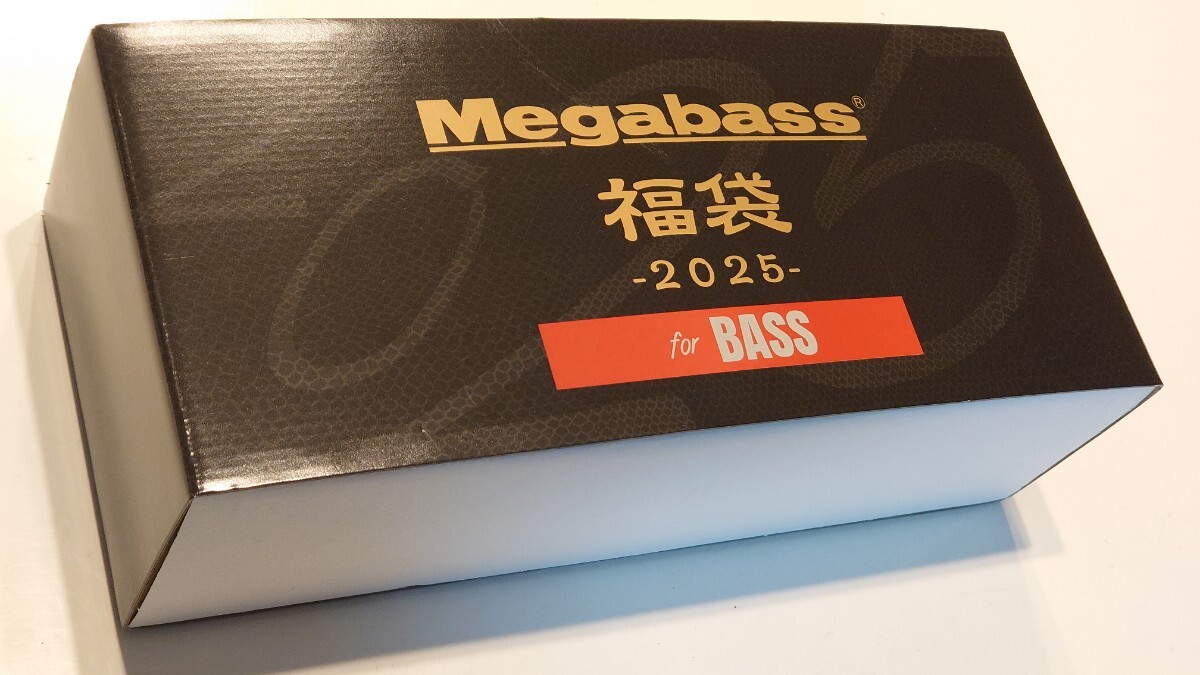 Megabass®
福袋
-2025-
for BASS